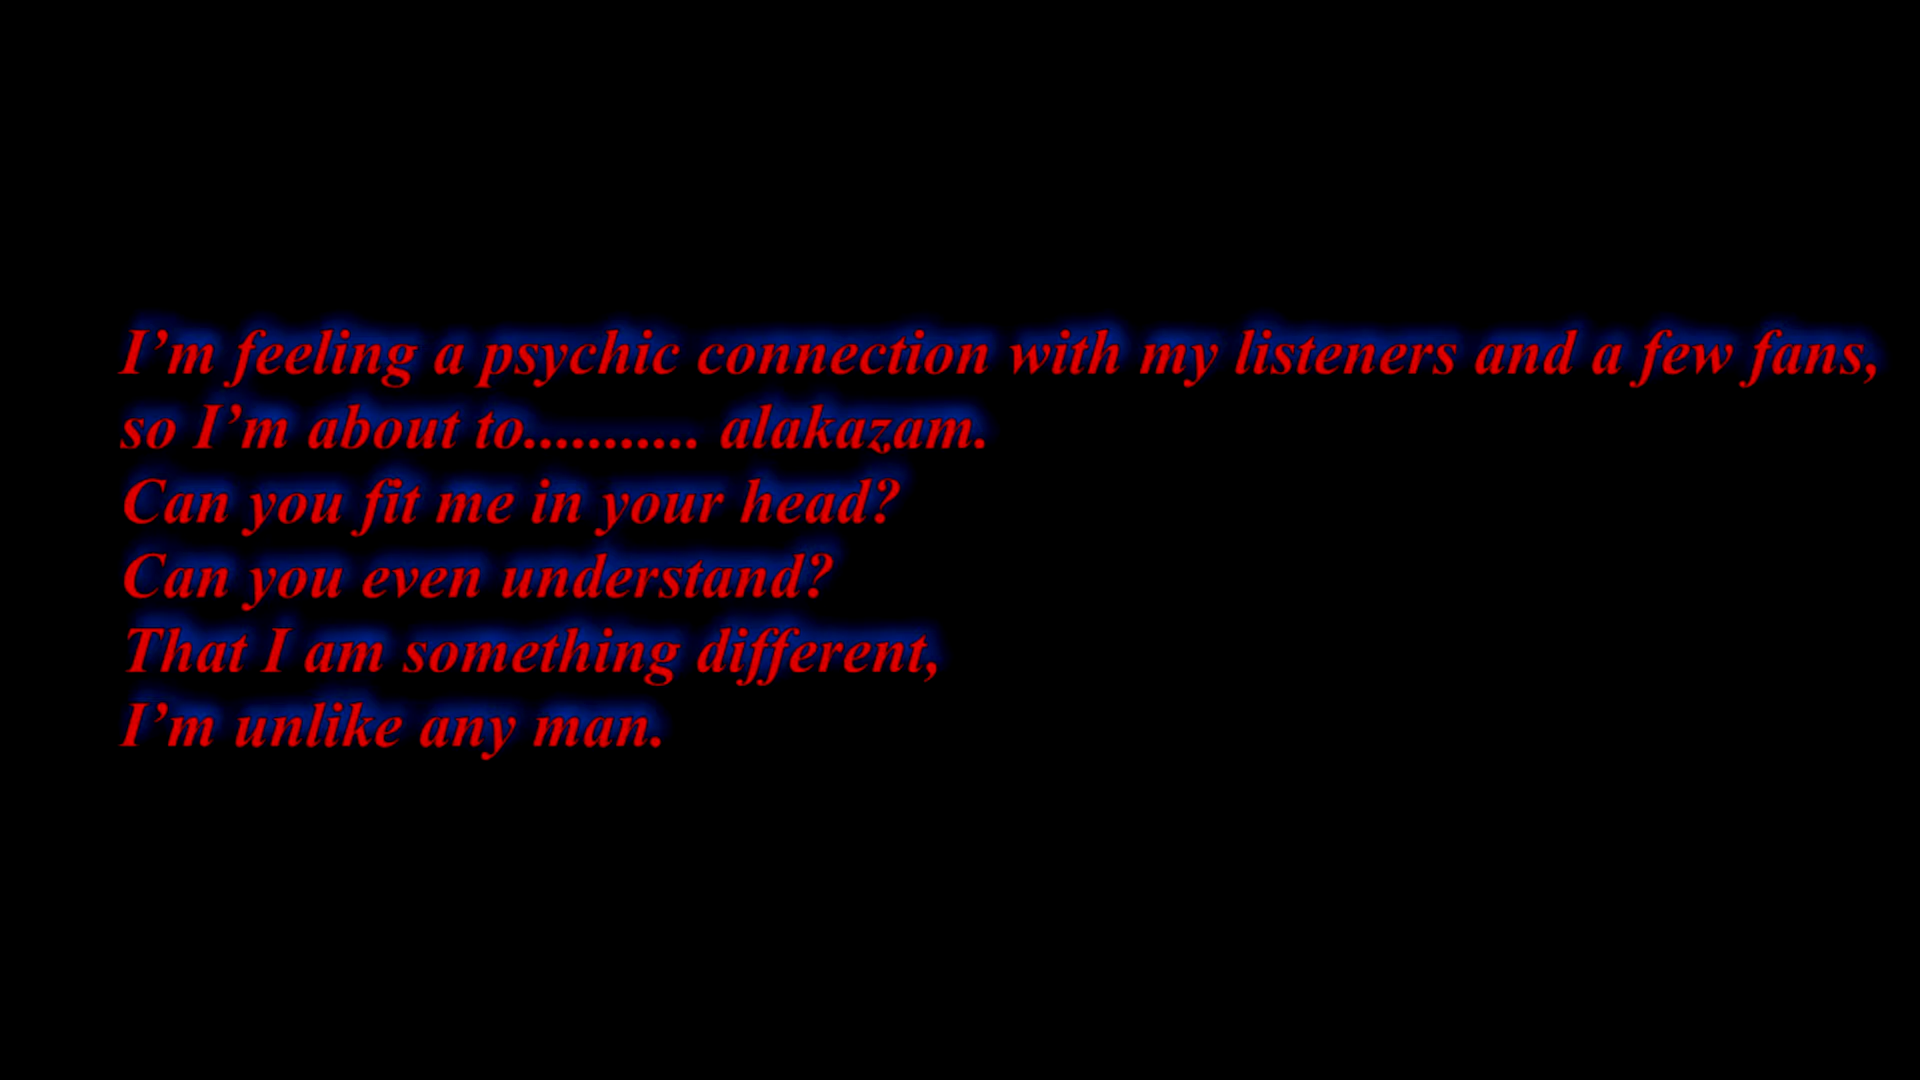 I’m feeling a psychic connection with my listeners and a few fans,
so I’m about to........... alakazam.
Can you fit me in your head?
Can you even understand?
That I am something different,
I’m unlike any man.